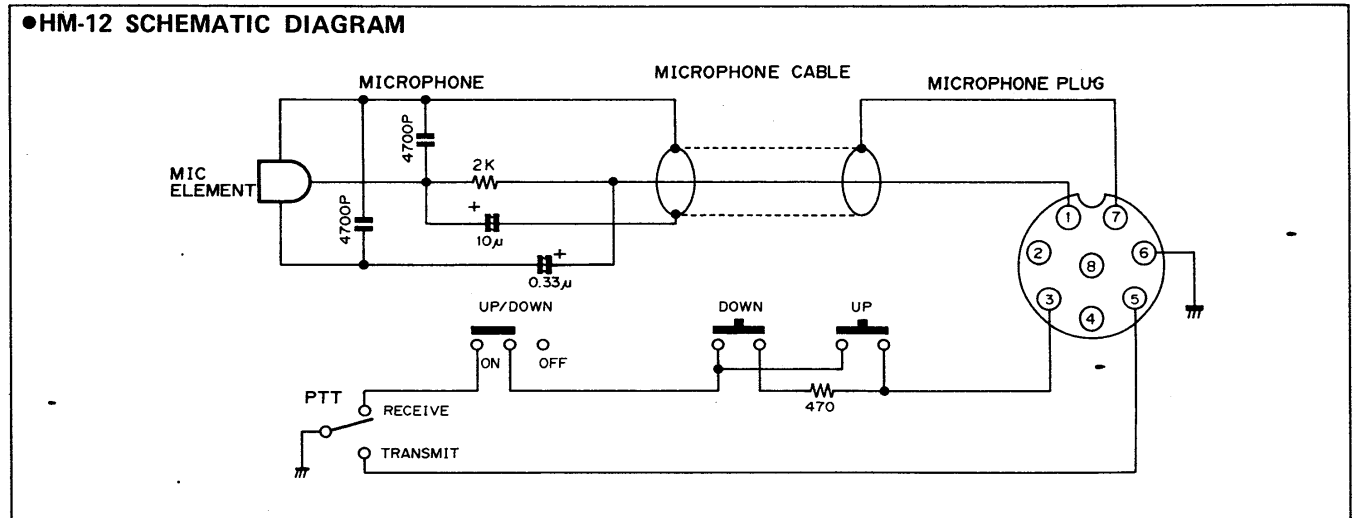 ●HM-12 SCHEMATIC DIAGRAM
MICROPHONE
MICROPHONE CABLE
MICROPHONE PLUG
4700P
2K
MIC
ELEMENT
4700P
+
10μ
+
0.33μ
1
7
2
8
6
3
4
5
UP/DOWN
DOWN
UP
ON
OFF
470
PTT
RECEIVE
TRANSMIT